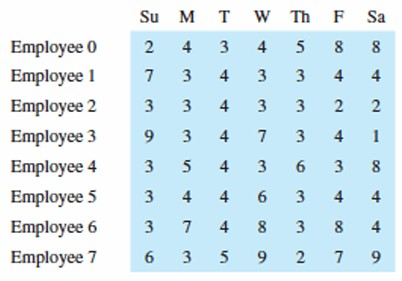 Su M T W Th F Sa
Employee 0 2 4 3 4 5 8 8
Employee 1 7 3 4 3 3 4 4
Employee 2 3 3 4 3 3 2 2
Employee 3 9 3 4 7 3 4 1
Employee 4 3 5 4 3 6 3 8
Employee 5 3 4 4 6 3 4 4
Employee 6 3 7 4 8 3 8 4
Employee 7 6 3 5 9 2 7 9